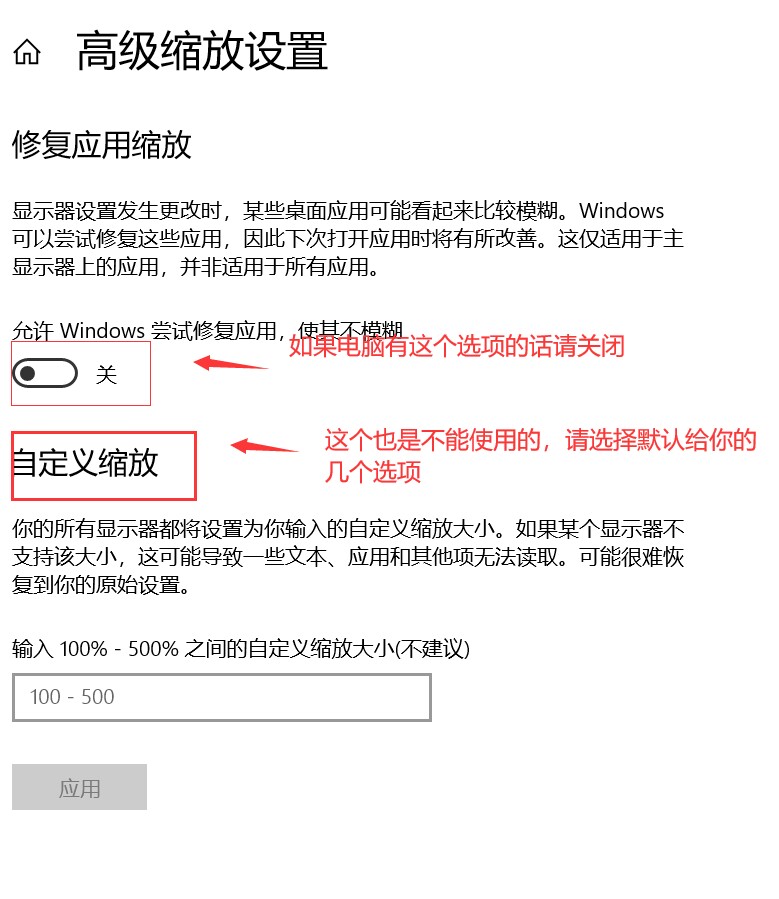 高级缩放设置
修复应用缩放
显示器设置发生更改时，某些桌面应用可能看起来比较模糊。Windows
可以尝试修复这些应用，因此下次打开应用时将有所改善。这仅适用于主
显示器上的应用，并非适用于所有应用。
允许 Windows 尝试修复应用，使其不模糊
如果电脑有这个选项的话请关闭
关
这个也是不能使用的，请选择默认给你的
几个选项
自定义缩放
你的所有显示器都将设置为你输入的自定义缩放大小。如果某个显示器不
支持该大小，这可能导致一些文本、应用和其他项无法读取。可能很难恢
复到你的原始设置。
输入 100% - 500% 之间的自定义缩放大小(不建议)
100 - 500
应用